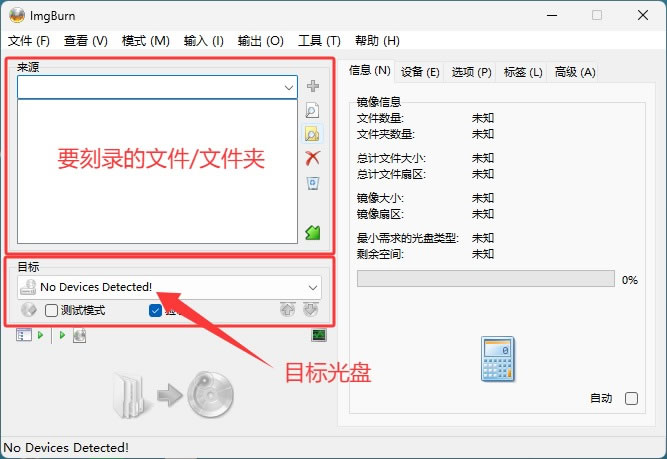 ImgBurn
文件 (F) 查看 (V) 模式 (M) 输入 (I) 输出 (O) 工具 (T) 帮助 (H)
来源
要刻录的文件/文件夹
目标
No Devices Detected!
测试模式
目标光盘
信息 (N) 设备 (E) 选项 (P) 标签 (L) 高级 (A)
镜像信息
文件数量: 未知
文件夹数量: 未知
总计文件大小: 未知
总计文件扇区: 未知
镜像大小: 未知
镜像扇区: 未知
最小需求的光盘类型: 未知
剩余空间: 未知
0%
0
自动
No Devices Detected!